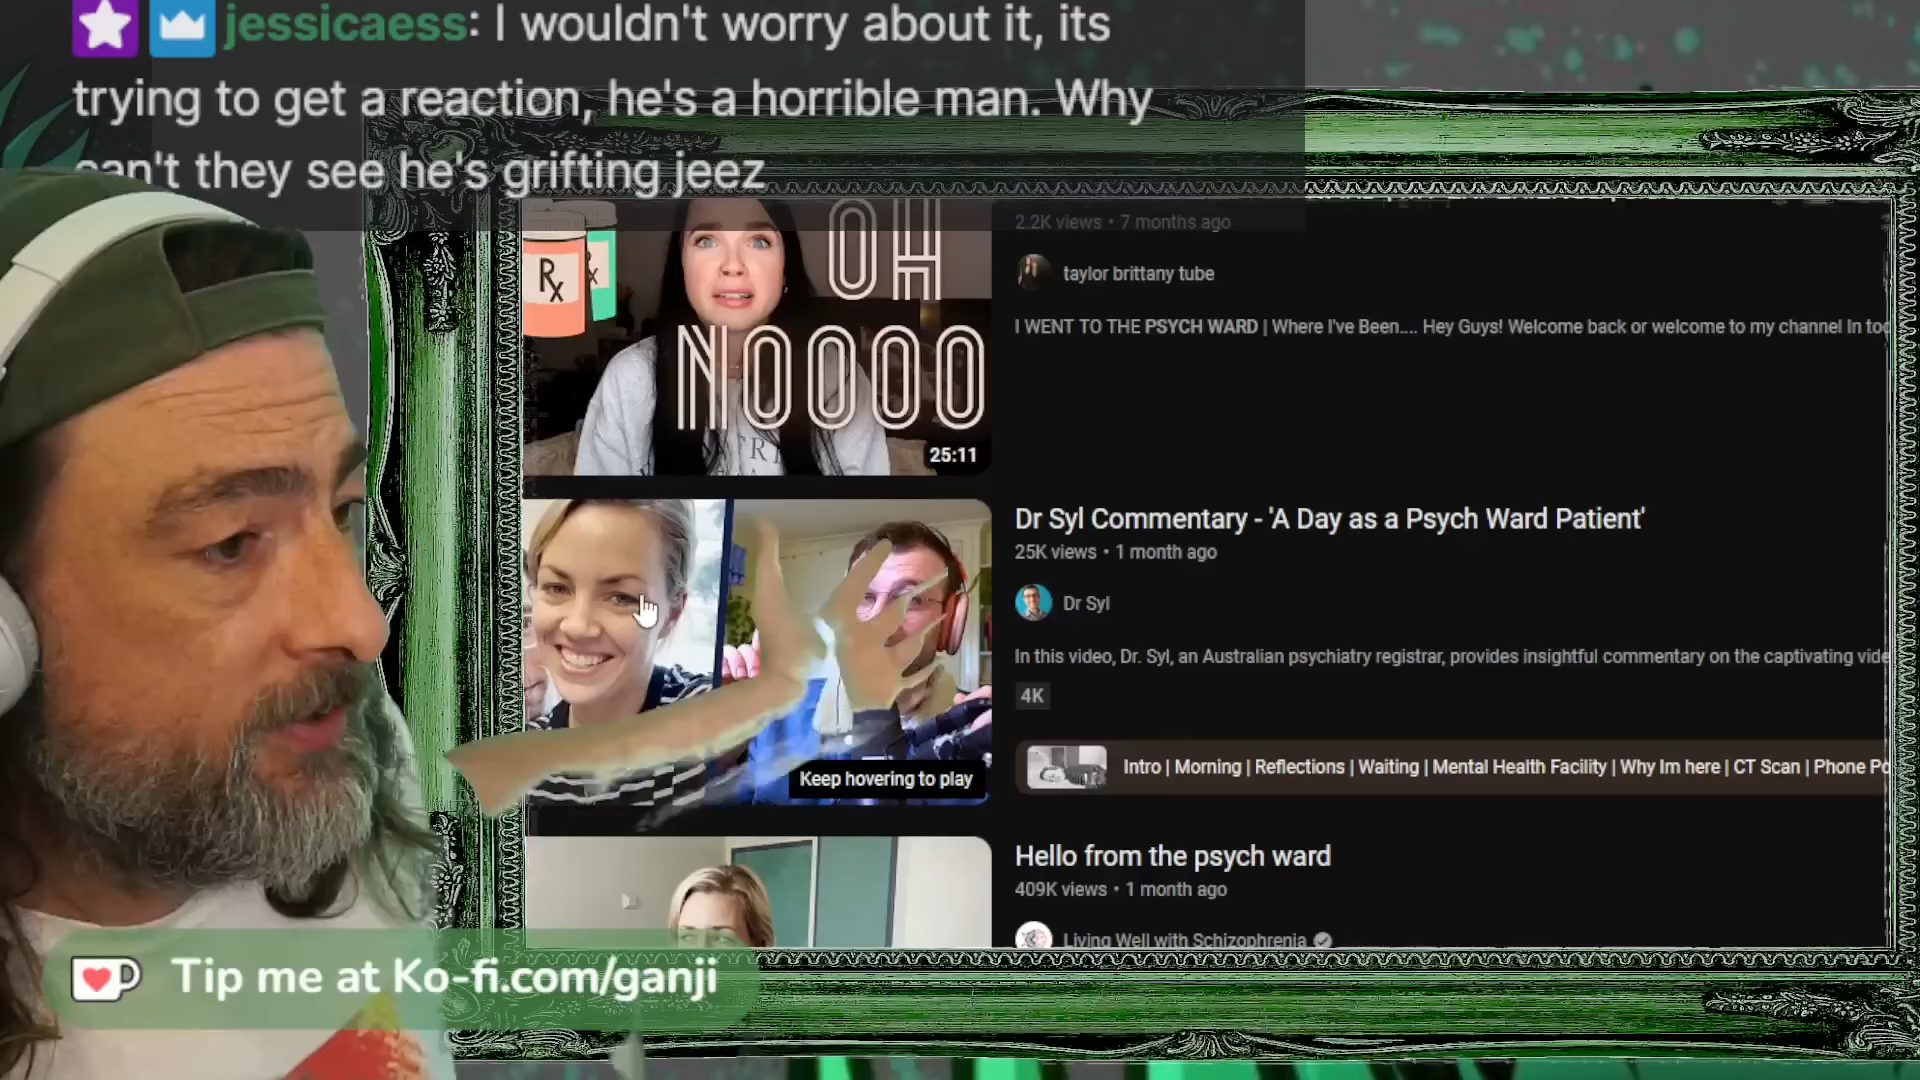 jessicaess: I wouldn't worry about it, its
trying to get a reaction, he's a horrible man. Why
can't they see he's grifting jeez
Rx
OH
NOOOO
25:11
2.2K views • 7 months ago
taylor brittany tube
I WENT TO THE PSYCH WARD | Where I've Been.... Hey Guys! Welcome back or welcome to my channel In
Dr Syl Commentary - 'A Day as a Psych Ward Patient'
25K views • 1 month ago
Dr Syl
In this video, Dr. Syl, an Australian psychiatry registrar, provides insightful commentary on the captivating
4K
Intro | Morning | Reflections | Waiting | Mental Health Facility | Why Im here | CT Scan | Phone
Keep hovering to play
Hello from the psych ward
409K views • 1 month ago
Living Well with Schizophrenia
Tip me at Ko-fi.com/ganji